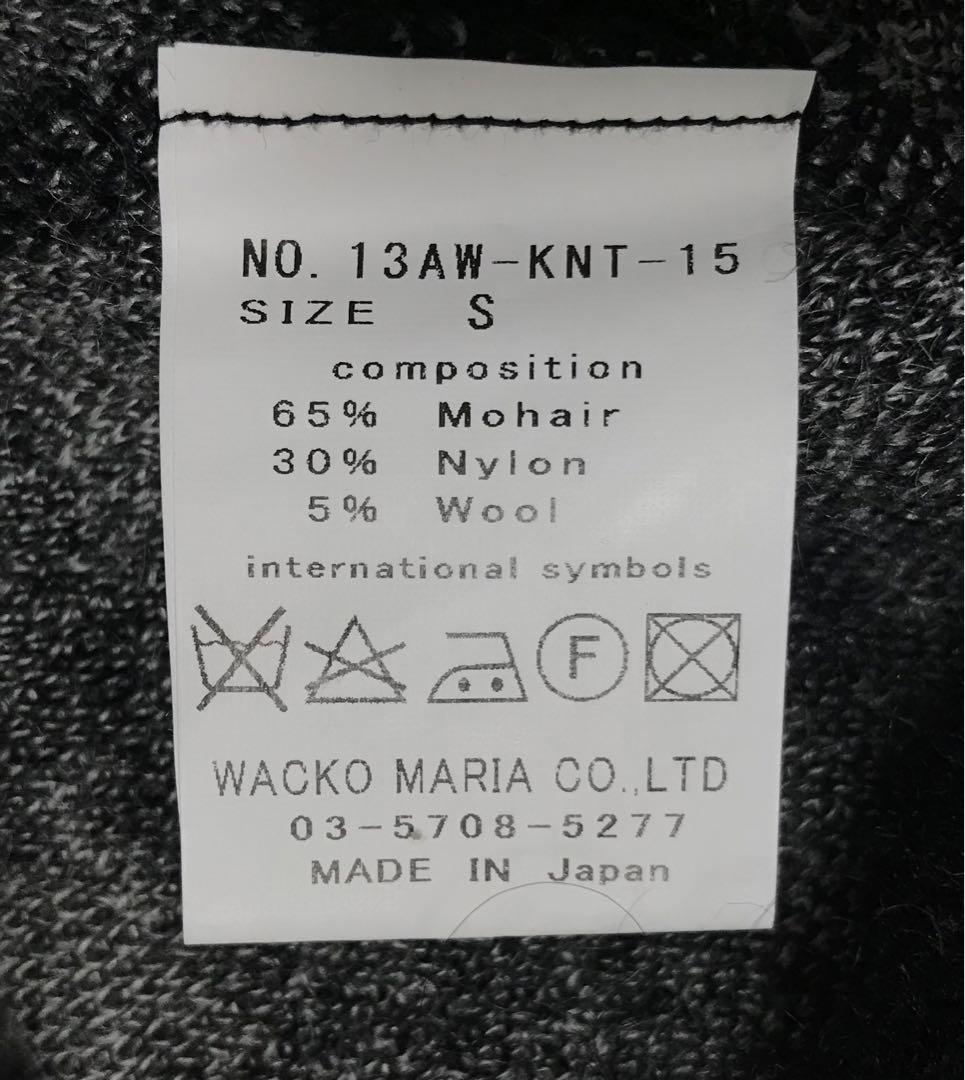 NO. 13AW-KNT-15
SIZE S
composition
65% Mohair
30% Nylon
5% Wool
international symbols
F
WACKO MARIA CO.,LTD
03-5708-5277
MADE IN Japan